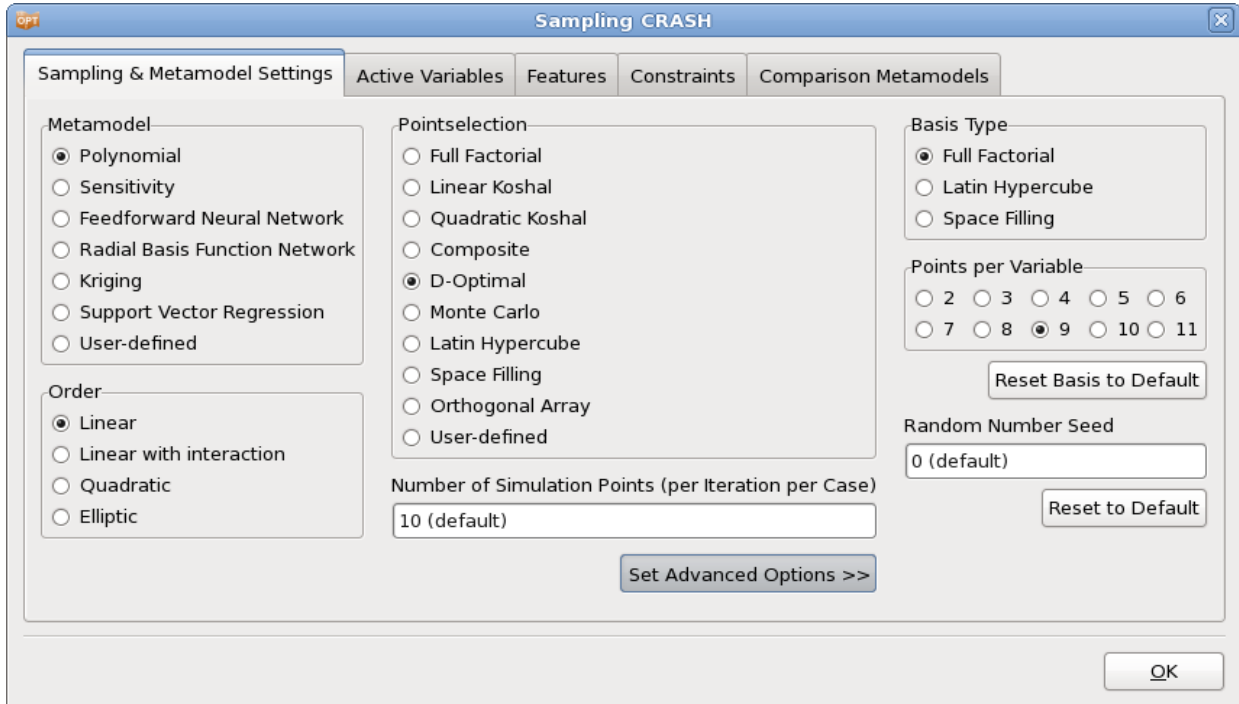 OPT
Sampling CRASH
Sampling & Metamodel Settings
Active Variables
Features
Constraints
Comparison Metamodels
Metamodel
Polynomial
Sensitivity
Feedforward Neural Network
Radial Basis Function Network
Kriging
Support Vector Regression
User-defined
Order
Linear
Linear with interaction
Quadratic
Elliptic
Pointselection
Full Factorial
Linear Koshal
Quadratic Koshal
Composite
D-Optimal
Monte Carlo
Latin Hypercube
Space Filling
Orthogonal Array
User-defined
Number of Simulation Points (per Iteration per Case)
10 (default)
Set Advanced Options >>
Basis Type
Full Factorial
Latin Hypercube
Space Filling
Points per Variable
2 3 4 5 6
7 8 9 10 11
Reset Basis to Default
Random Number Seed
0 (default)
Reset to Default
OK